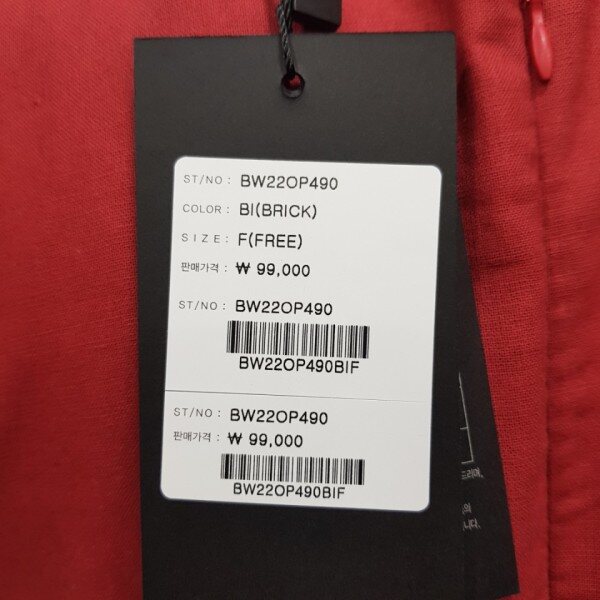 ST/NO : BW22OP490
COLOR : BI(BRICK)
SIZE : F(FREE)
판매가격 : ₩ 99,000
ST/NO : BW22OP490
BW22OP490BIF
ST/NO : BW22OP490
판매가격 : ₩ 99,000
BW22OP490BIF